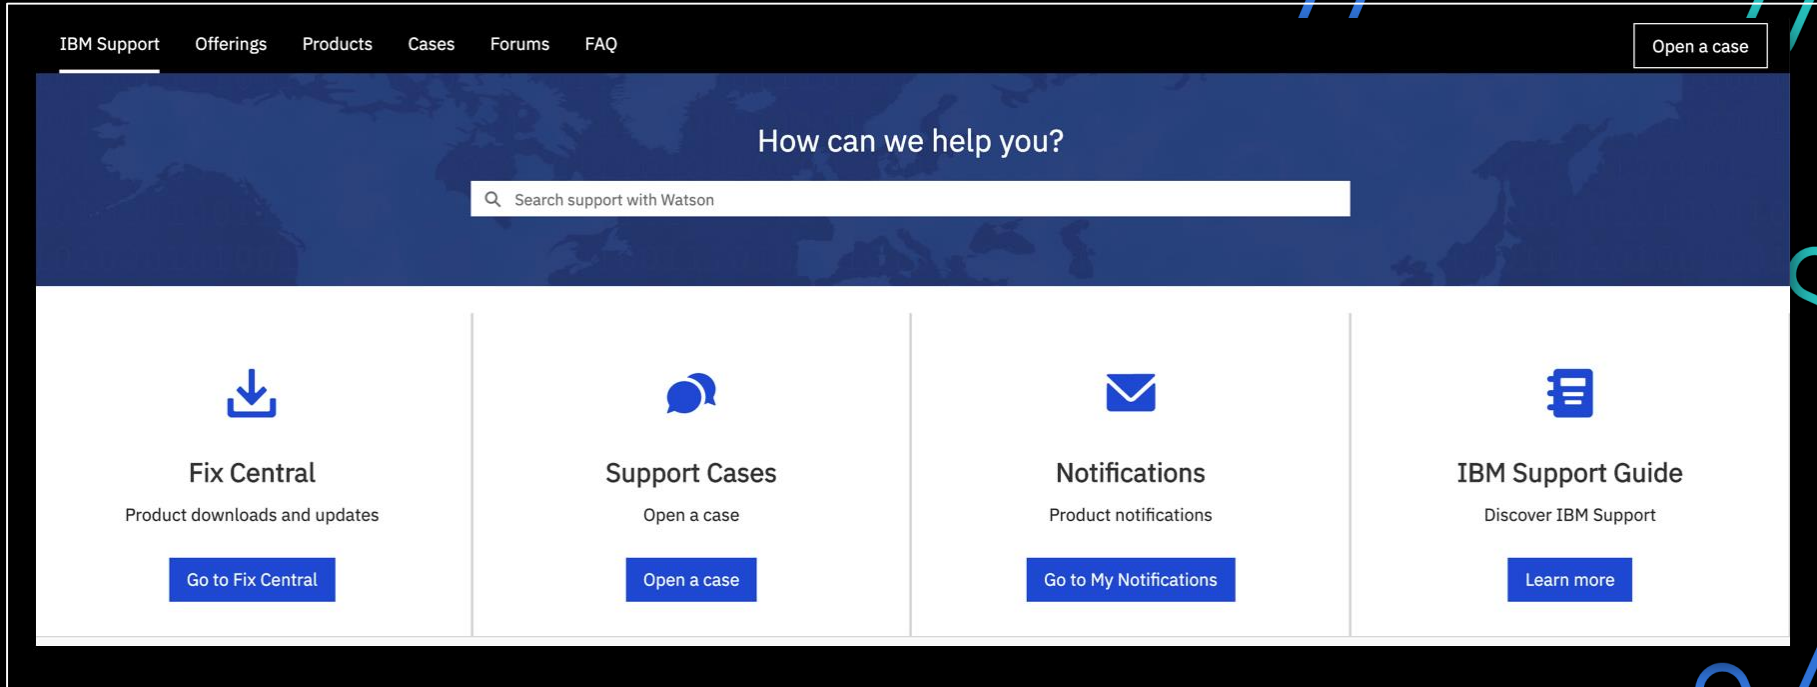 IBM Support Offerings Products Cases Forums FAQ Open a case
How can we help you?
Search support with Watson
Fix Central
Product downloads and updates
Go to Fix Central
Support Cases
Open a case
Open a case
Notifications
Product notifications
Go to My Notifications
IBM Support Guide
Discover IBM Support
Learn more